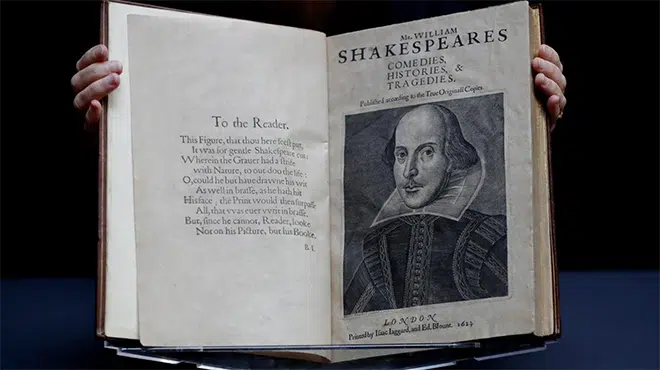 To the Reader.
This Figure, that thou here ſeeſt put,
It was for gentle Shakeſpeare cut;
Wherein the Grauer had a ſtrife
with Nature, to out-doo the life:
O, could he but haue drawne his wit
As well in braſſe, as he hath hit
His face, the Print would then ſurpaſſe
All, that vvas euer vvrit in braſſe.
But, ſince he cannot, Reader, looke
Not on his Picture, but his Booke.
B. I.
Mr. WILLIAM
SHAKESPEARES
COMEDIES,
HISTORIES, &
TRAGEDIES.
Publiſhed according to the True Originall Copies
LONDON
Printed by Iſaac Iaggard, and Ed. Blount. 1623